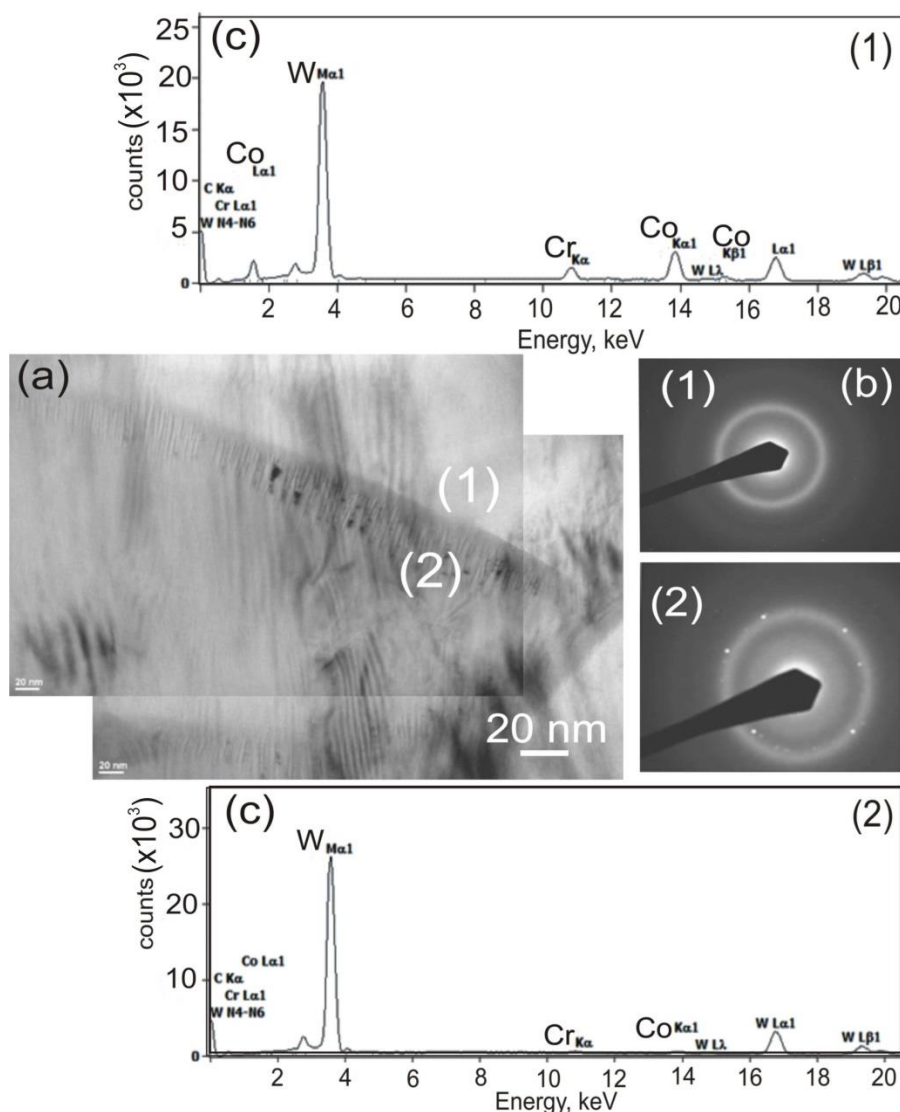 (c) (1)
counts (x10³)
25
20
15
10
5
0
W Mα1
Co Lα1
C Kα
Cr Lα1
W N4-N6
Cr Kα
Co Kα1
Co Kβ1
W Lλ
Lα1
W Lβ1
0 2 4 6 8 10 12 14 16 18 20
Energy, keV
(a)
(1)
(2)
20 nm
20 nm
20 nm
(1) (b)
(2)
(c) (2)
counts (x10³)
30
20
10
0
W Mα1
Co Lα1
C Kα
Cr Lα1
W N4-N6
Cr Kα
Co Kα1
W Lλ
W Lα1
W Lβ1
0 2 4 6 8 10 12 14 16 18 20
Energy, keV